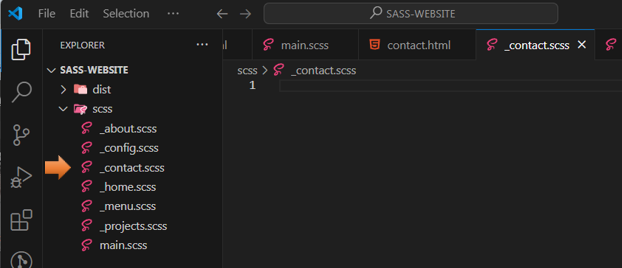 File Edit Selection ... SASS-WEBSITE
EXPLORER ...
main.scss contact.html _contact.scss
SASS-WEBSITE
scss > _contact.scss
dist
1
scss
_about.scss
_config.scss
_contact.scss
_home.scss
_menu.scss
_projects.scss
main.scss